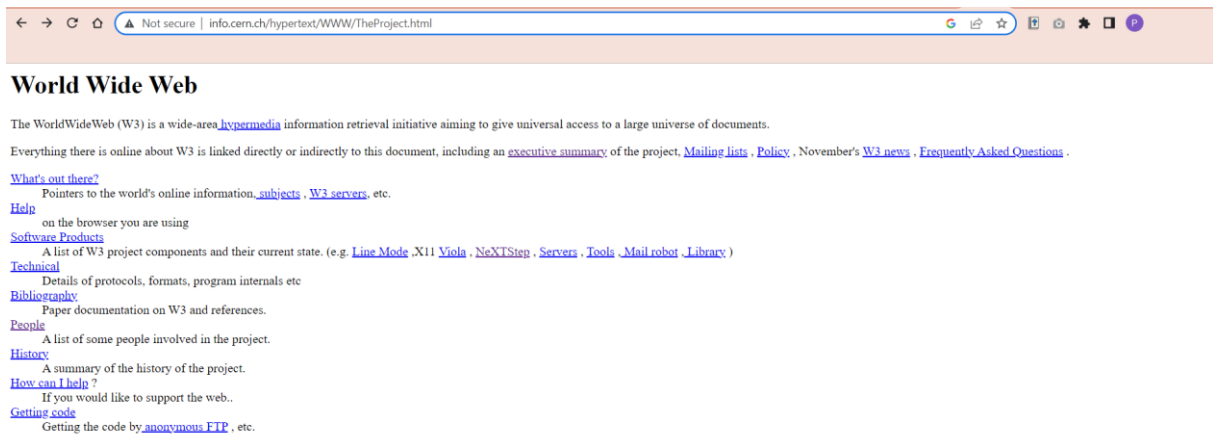 Not secure | info.cern.ch/hypertext/WWW/TheProject.html
P
World Wide Web
The WorldWideWeb (W3) is a wide-area hypermedia information retrieval initiative aiming to give universal access to a large universe of documents.
Everything there is online about W3 is linked directly or indirectly to this document, including an executive summary of the project, Mailing lists , Policy , November's W3 news , Frequently Asked Questions .
What's out there?
Pointers to the world's online information, subjects , W3 servers, etc.
Help
on the browser you are using
Software Products
A list of W3 project components and their current state. (e.g. Line Mode ,X11 Viola , NeXTStep , Servers , Tools , Mail robot , Library )
Technical
Details of protocols, formats, program internals etc
Bibliography
Paper documentation on W3 and references.
People
A list of some people involved in the project.
History
A summary of the history of the project.
How can I help ?
If you would like to support the web..
Getting code
Getting the code by anonymous FTP , etc.